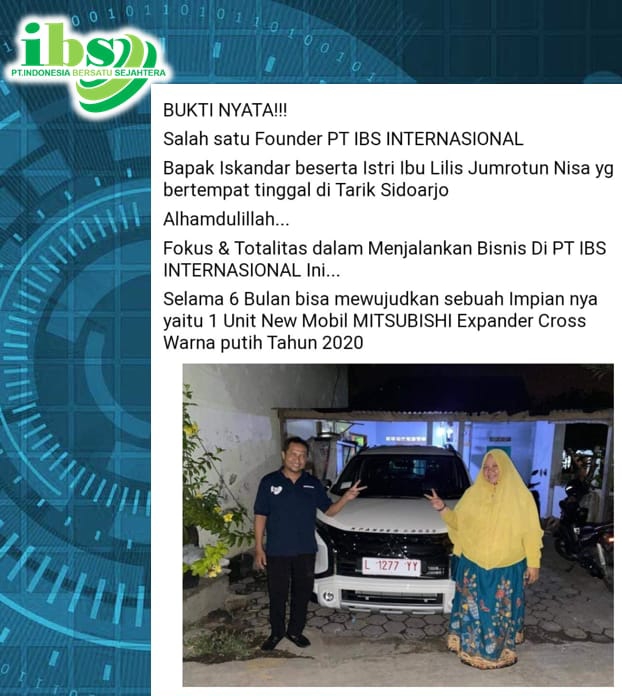 ibs
PT.INDONESIA BERSATU SEJAHTERA
BUKTI NYATA!!!
Salah satu Founder PT IBS INTERNASIONAL
Bapak Iskandar beserta Istri Ibu Lilis Jumrotun Nisa yg
bertempat tinggal di Tarik Sidoarjo
Alhamdulillah...
Fokus & Totalitas dalam Menjalankan Bisnis Di PT IBS
INTERNASIONAL Ini...
Selama 6 Bulan bisa mewujudkan sebuah Impian nya
yaitu 1 Unit New Mobil MITSUBISHI Expander Cross
Warna putih Tahun 2020
L 1277 YY